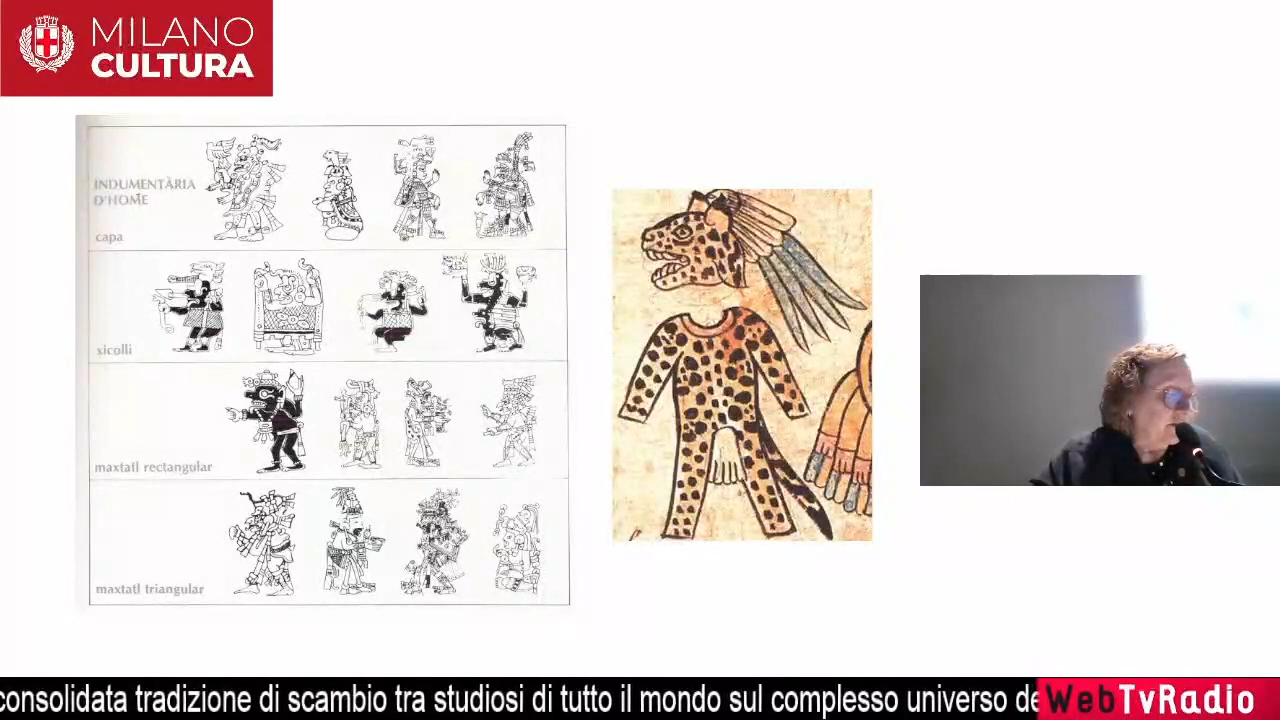 MILANO
CULTURA
INDUMENTÀRIA
D'HOME
capa
xicolli
maxtatl rectangular
maxtatl triangular
consolidata tradizione di scambio tra studiosi di tutto il mondo sul complesso universo de
WebTvRadio